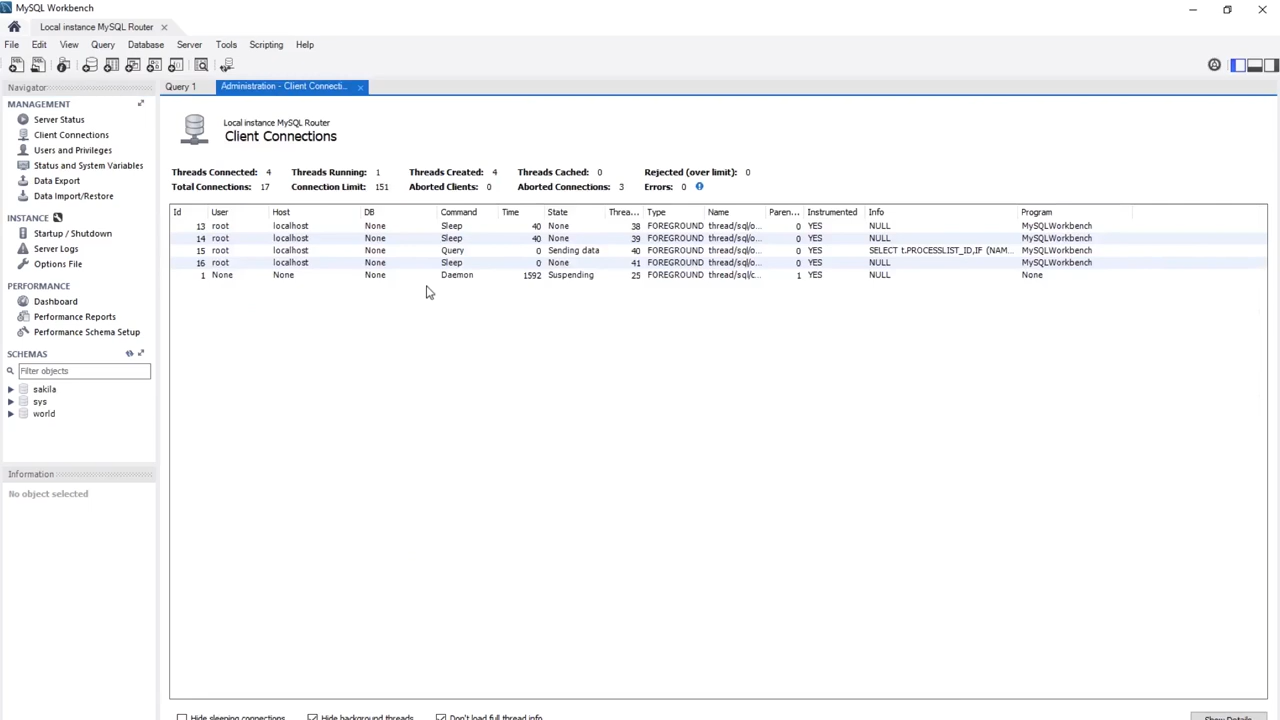 MySQL Workbench
Local instance MySQL Router
File Edit View Query Database Server Tools Scripting Help
Navigator
MANAGEMENT
Server Status
Client Connections
Users and Privileges
Status and System Variables
Data Export
Data Import/Restore
INSTANCE
Startup / Shutdown
Server Logs
Options File
PERFORMANCE
Dashboard
Performance Reports
Performance Schema Setup
SCHEMAS
Filter objects
sakila
sys
world
Information
No object selected
Query 1 Administration - Client Connecti...
Local instance MySQL Router
Client Connections
Threads Connected: 4 Threads Running: 1 Threads Created: 4 Threads Cached: 0 Rejected (over limit): 0
Total Connections: 17 Connection Limit: 151 Aborted Clients: 0 Aborted Connections: 3 Errors: 0
Id User Host DB Command Time State Threa... Type Name Paren... Instrumented Info Program
13 root localhost None Sleep 40 None 38 FOREGROUND thread/sql/o... 0 YES NULL MySQLWorkbench
14 root localhost None Sleep 40 None 39 FOREGROUND thread/sql/o... 0 YES NULL MySQLWorkbench
15 root localhost None Query 0 Sending data 40 FOREGROUND thread/sql/o... 0 YES SELECT t.PROCESSLIST_ID,IF (NAM... MySQLWorkbench
16 root localhost None Sleep 0 None 41 FOREGROUND thread/sql/o... 0 YES NULL MySQLWorkbench
1 None None None Daemon 1592 Suspending 25 FOREGROUND thread/sql/c... 1 YES NULL None
Hide sleeping connections Hide background threads Don't load full thread info Show Details